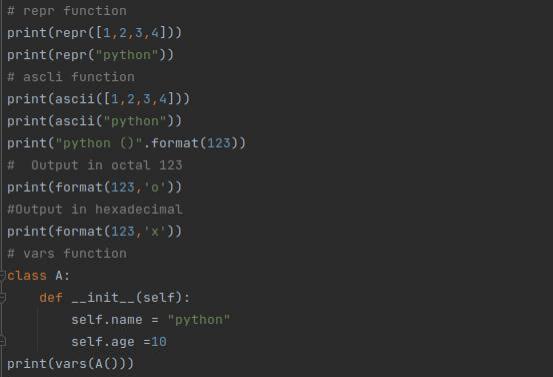 # repr function
print(repr([1,2,3,4]))
print(repr("python"))
# ascli function
print(ascii([1,2,3,4]))
print(ascii("python"))
print("python ()".format(123))
#  Output in octal 123
print(format(123,'o'))
#Output in hexadecimal
print(format(123,'x'))
# vars function
class A:
    def __init__(self):
        self.name = "python"
        self.age =10
print(vars(A()))